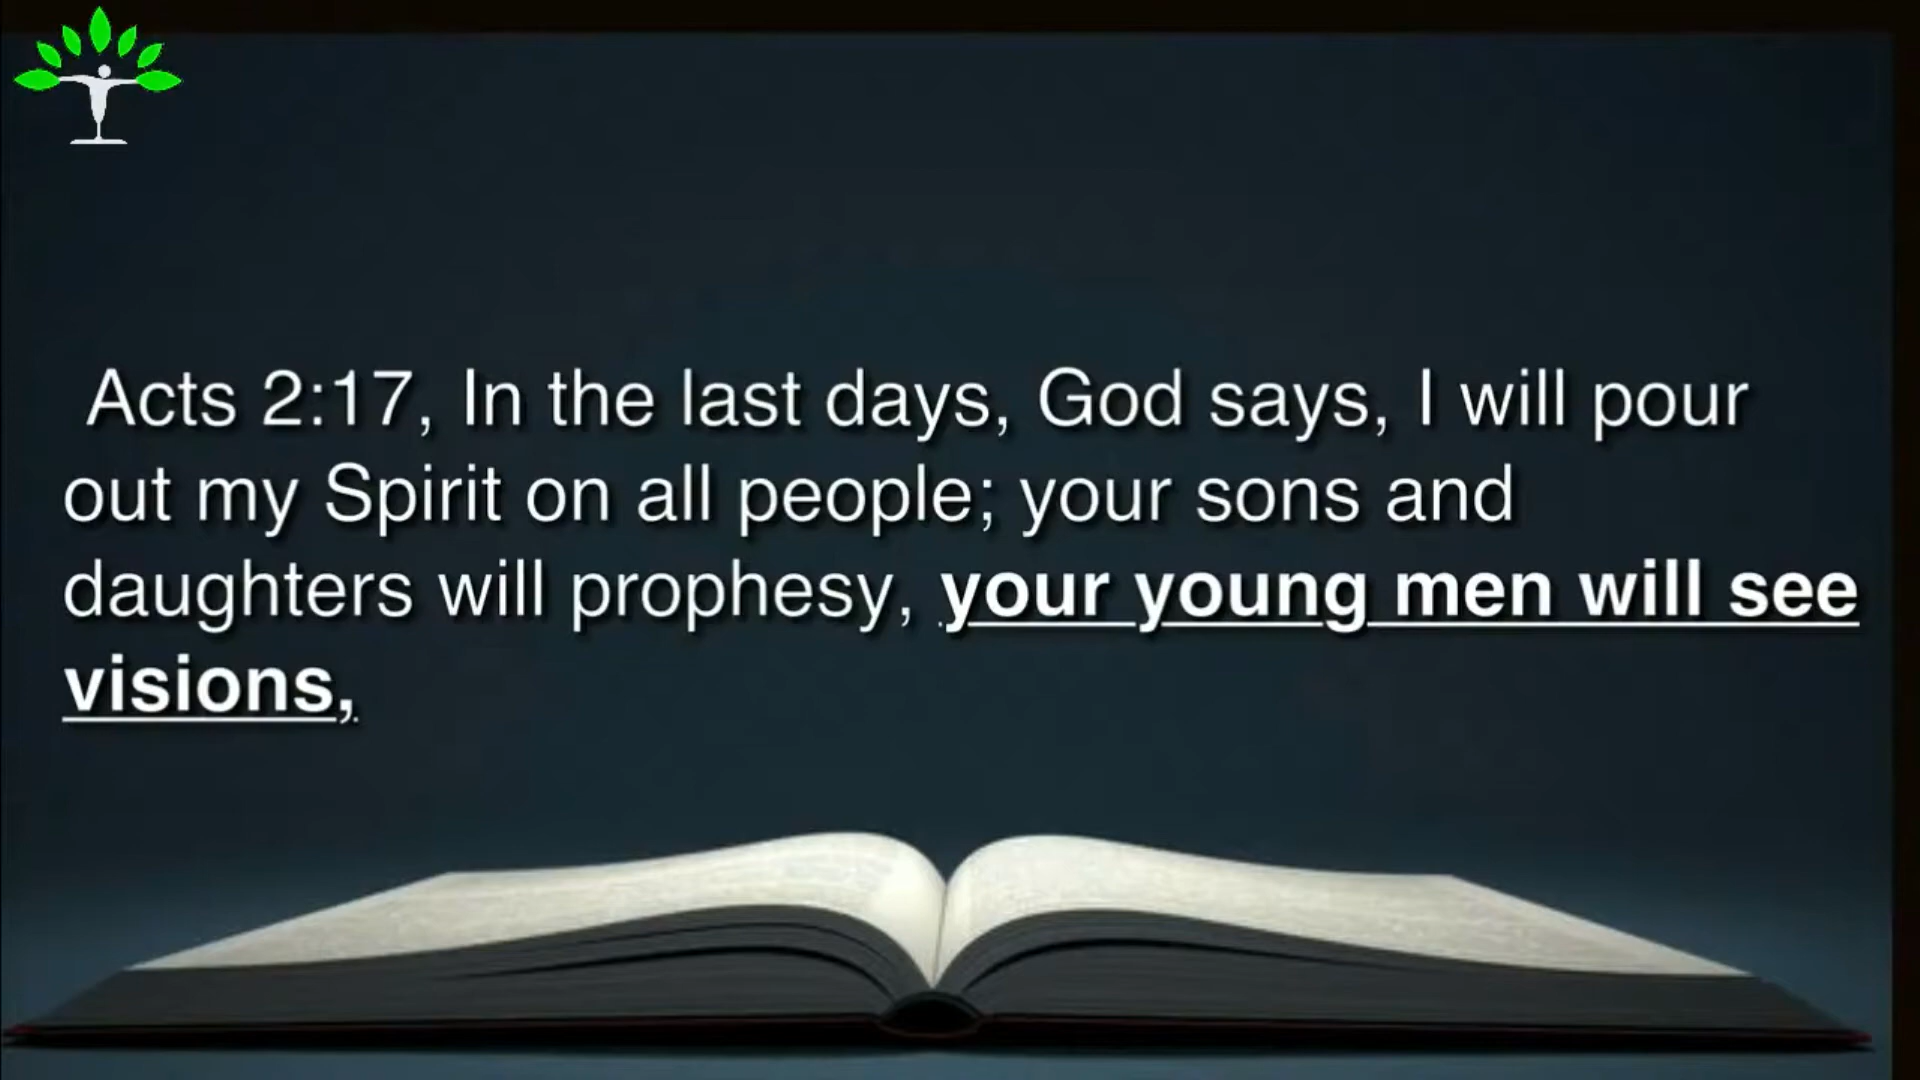 Acts 2:17, In the last days, God says, I will pour
out my Spirit on all people; your sons and
daughters will prophesy, your young men will see
visions,